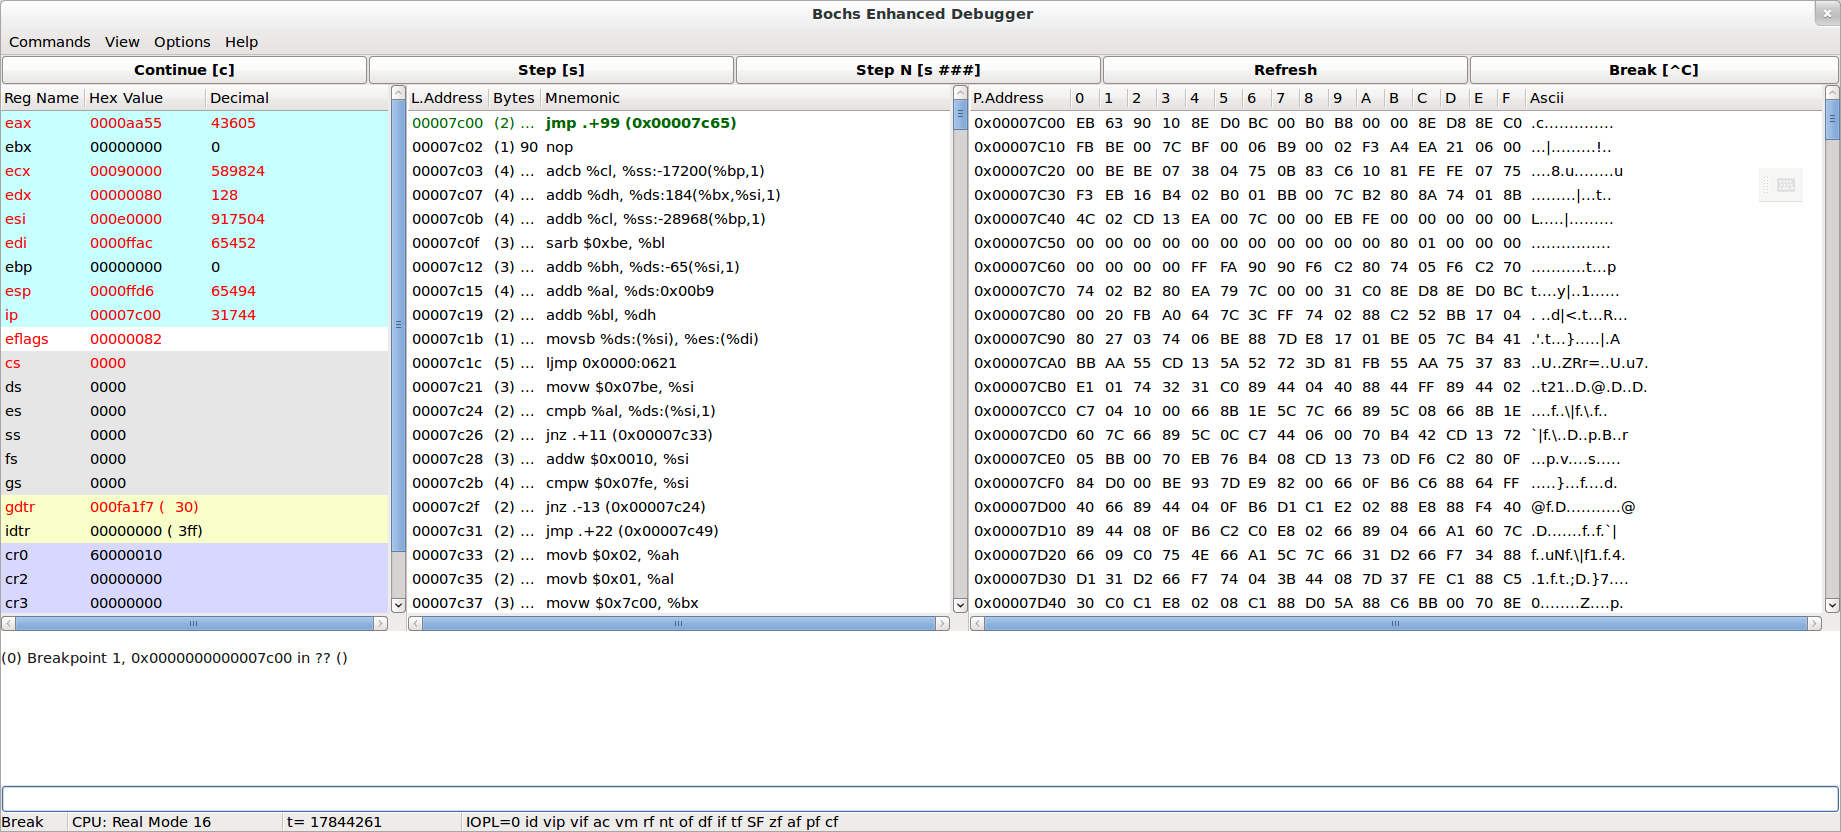 Bochs Enhanced Debugger
Commands View Options Help
Continue [c] Step [s] Step N [s ###] Refresh Break [^C]
Reg Name Hex Value Decimal
eax 0000aa55 43605
ebx 00000000 0
ecx 00090000 589824
edx 00000080 128
esi 000e0000 917504
edi 0000ffac 65452
ebp 00000000 0
esp 0000ffd6 65494
ip 00007c00 31744
eflags 00000082
cs 0000
ds 0000
es 0000
ss 0000
fs 0000
gs 0000
gdtr 000fa1f7 ( 30)
idtr 00000000 ( 3ff)
cr0 60000010
cr2 00000000
cr3 00000000
L.Address Bytes Mnemonic
00007c00 (2) ... jmp .+99 (0x00007c65)
00007c02 (1) 90 nop
00007c03 (4) ... adcb %cl, %ss:-17200(%bp,1)
00007c07 (4) ... addb %dh, %ds:184(%bx,%si,1)
00007c0b (4) ... addb %cl, %ss:-28968(%bp,1)
00007c0f (3) ... sarb $0xbe, %bl
00007c12 (3) ... addb %bh, %ds:-65(%si,1)
00007c15 (4) ... addb %al, %ds:0x00b9
00007c19 (2) ... addb %bl, %dh
00007c1b (1) ... movsb %ds:(%si), %es:(%di)
00007c1c (5) ... ljmp 0x0000:0621
00007c21 (3) ... movw $0x07be, %si
00007c24 (2) ... cmpb %al, %ds:(%si,1)
00007c26 (2) ... jnz .+11 (0x00007c33)
00007c28 (3) ... addw $0x0010, %si
00007c2b (4) ... cmpw $0x07fe, %si
00007c2f (2) ... jnz .-13 (0x00007c24)
00007c31 (2) ... jmp .+22 (0x00007c49)
00007c33 (2) ... movb $0x02, %ah
00007c35 (2) ... movb $0x01, %al
00007c37 (3) ... movw $0x7c00, %bx
P.Address 0 1 2 3 4 5 6 7 8 9 A B C D E F Ascii
0x00007C00 EB 63 90 10 8E D0 BC 00 B0 B8 00 00 8E D8 8E C0 .c..............
0x00007C10 FB BE 00 7C BF 00 06 B9 00 02 F3 A4 EA 21 06 00 ...|.........!..
0x00007C20 00 BE BE 07 38 04 75 0B 83 C6 10 81 FE FE 07 75 ....8.u........u
0x00007C30 F3 EB 16 B4 02 B0 01 BB 00 7C B2 80 8A 74 01 8B .........|...t..
0x00007C40 4C 02 CD 13 EA 00 7C 00 00 EB FE 00 00 00 00 00 L.....|.........
0x00007C50 00 00 00 00 00 00 00 00 00 00 00 80 01 00 00 00 ................
0x00007C60 00 00 00 00 FF FA 90 90 F6 C2 80 74 05 F6 C2 70 ...........t...p
0x00007C70 74 02 B2 80 EA 79 7C 00 00 31 C0 8E D8 8E D0 BC t....y|..1......
0x00007C80 00 20 FB A0 64 7C 3C FF 74 02 88 C2 52 BB 17 04 . ..d|<.t...R...
0x00007C90 80 27 03 74 06 BE 88 7D E8 17 01 BE 05 7C B4 41 .'.t...}.....|.A
0x00007CA0 BB AA 55 CD 13 5A 52 72 3D 81 FB 55 AA 75 37 83 ..U..ZRr=..U.u7.
0x00007CB0 E1 01 74 32 31 C0 89 44 04 40 88 44 FF 89 44 02 ..t21..D.@.D..D.
0x00007CC0 C7 04 10 00 66 8B 1E 5C 7C 66 89 5C 08 66 8B 1E ....f..\|f.\.f..
0x00007CD0 60 7C 66 89 5C 0C C7 44 06 00 70 B4 42 CD 13 72 `|f.\..D..p.B..r
0x00007CE0 05 BB 00 70 EB 76 B4 08 CD 13 73 0D F6 C2 80 0F ...p.v....s.....
0x00007CF0 84 D0 00 BE 93 7D E9 82 00 66 0F B6 C6 88 64 FF .....}...f....d.
0x00007D00 40 66 89 44 04 0F B6 D1 C1 E2 02 88 E8 88 F4 40 @f.D...........@
0x00007D10 89 44 08 0F B6 C2 C0 E8 02 66 89 04 66 A1 60 7C .D.......f..f.`|
0x00007D20 66 09 C0 75 4E 66 A1 5C 7C 66 31 D2 66 F7 34 88 f..uNf.\|f1.f.4.
0x00007D30 D1 31 D2 66 F7 74 04 3B 44 08 7D 37 FE C1 88 C5 .1.f.t.;D.}7....
0x00007D40 30 C0 C1 E8 02 08 C1 88 D0 5A 88 C6 BB 00 70 8E 0........Z....p.
(0) Breakpoint 1, 0x0000000000007c00 in ?? ()
Break CPU: Real Mode 16 t= 17844261 IOPL=0 id vip vif ac vm rf nt of df if tf SF zf af pf cf